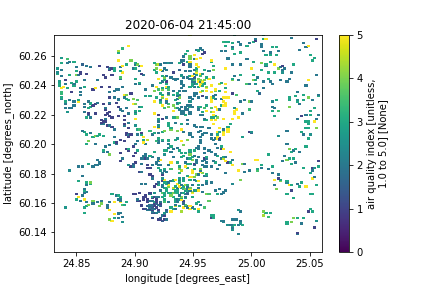 2020-06-04 21:45:00
60.26
60.24
60.22
60.20
60.18
60.16
60.14
latitude [degrees_north]
24.85 24.90 24.95 25.00 25.05
longitude [degrees_east]
5
4
3
2
1
0
air quality index [unitless,
1.0 to 5.0] [None]